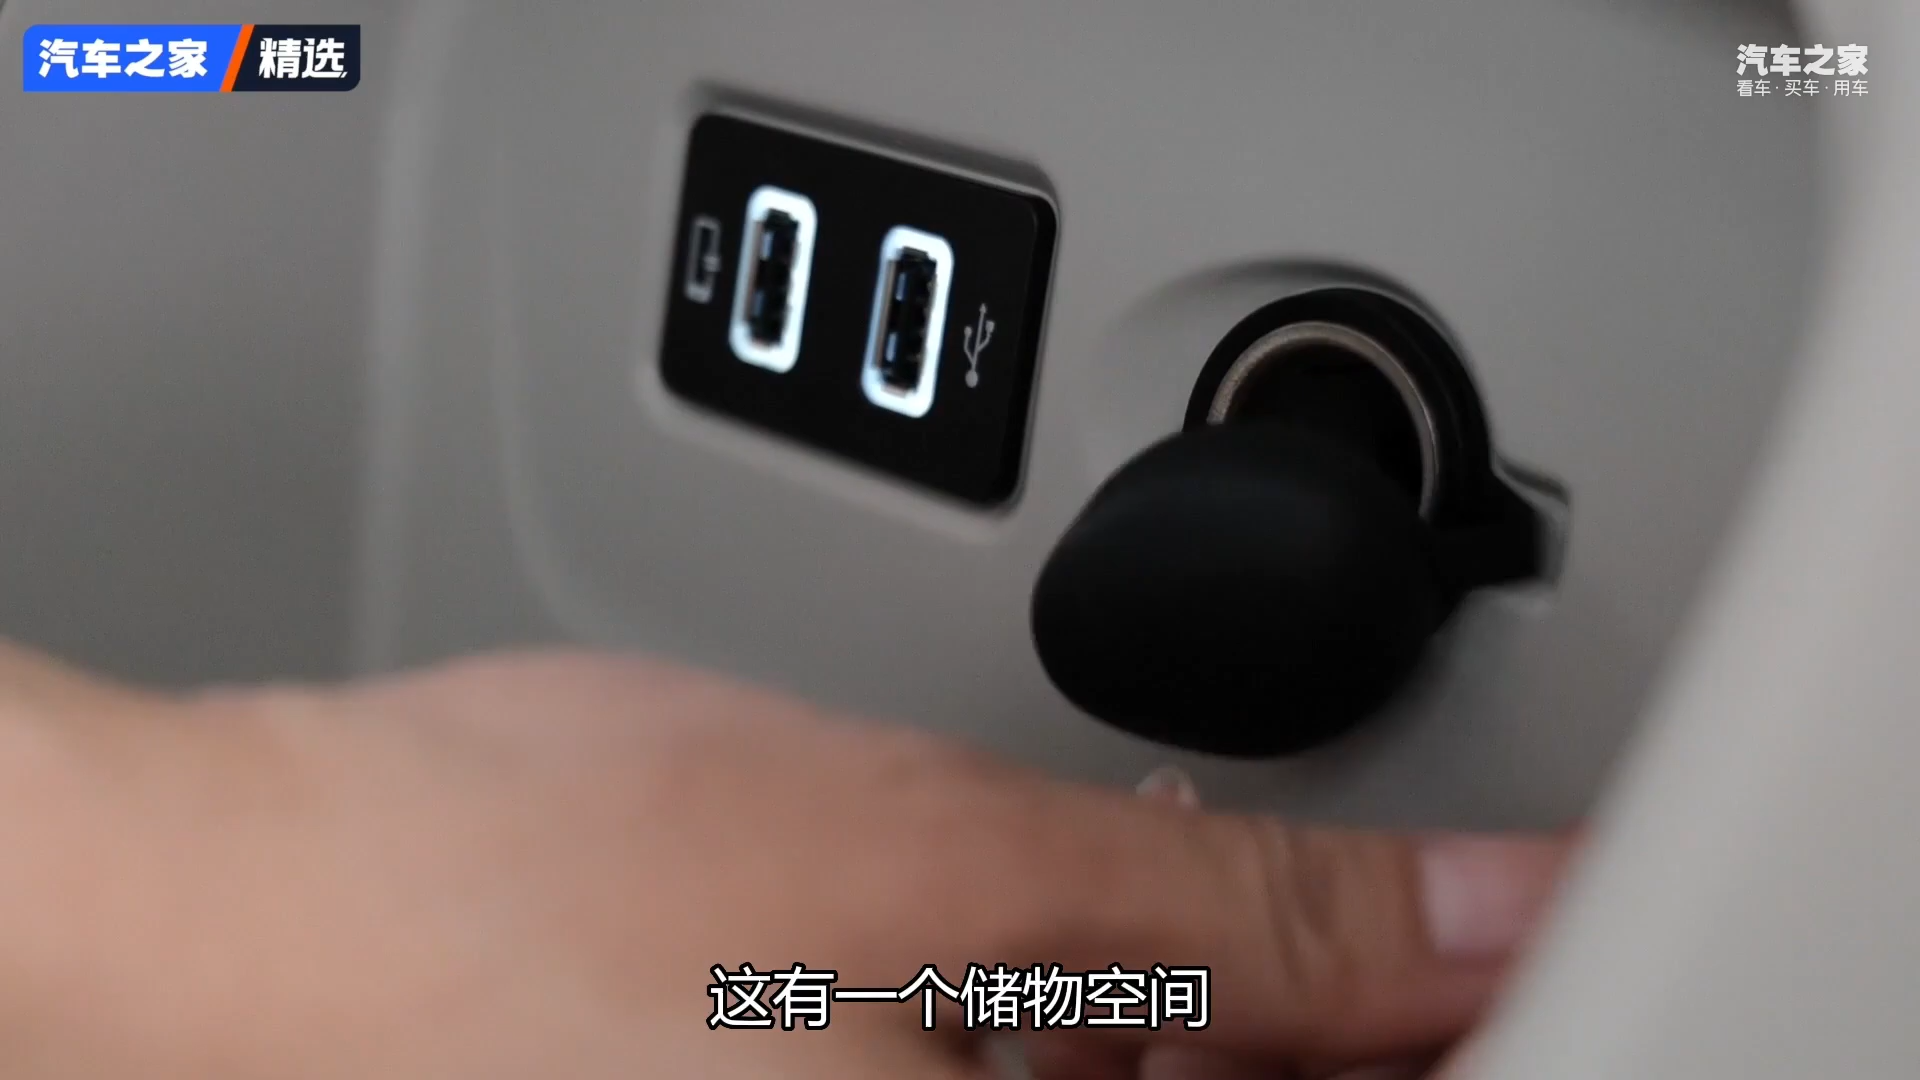 汽车之家 精选
汽车之家
看车·买车·用车
这有一个储物空间